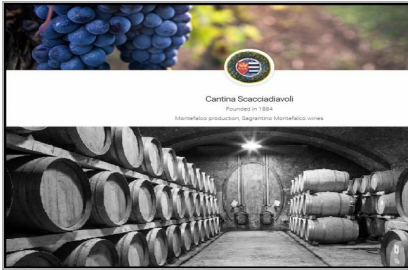 Cantina Scacciadiavoli
Founded in 1884
Montefalco production, Sagrantino Montefalco wines